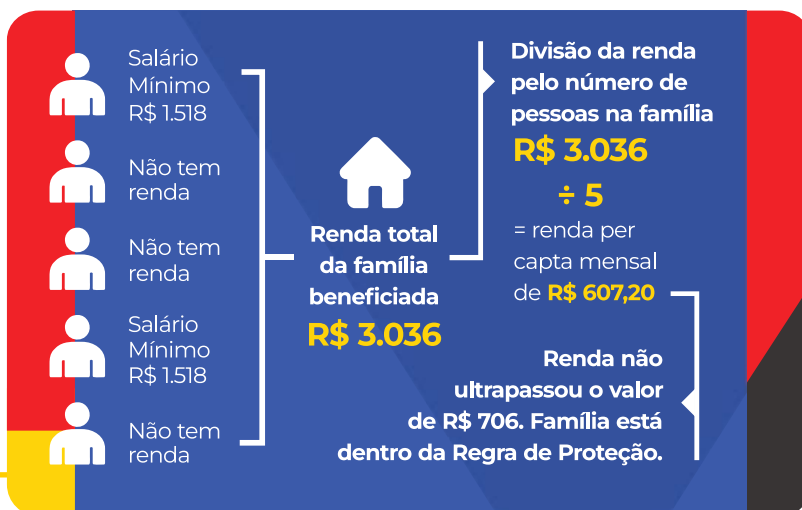 Salário
Mínimo
R$ 1.518
Não tem
renda
Não tem
renda
Salário
Mínimo
R$ 1.518
Não tem
renda
Renda total
da família
beneficiada
R$ 3.036
Divisão da renda
pelo número de
pessoas na família
R$ 3.036
÷ 5
= renda per
capta mensal
de R$ 607,20
Renda não
ultrapassou o valor
de R$ 706. Família está
dentro da Regra de Proteção.